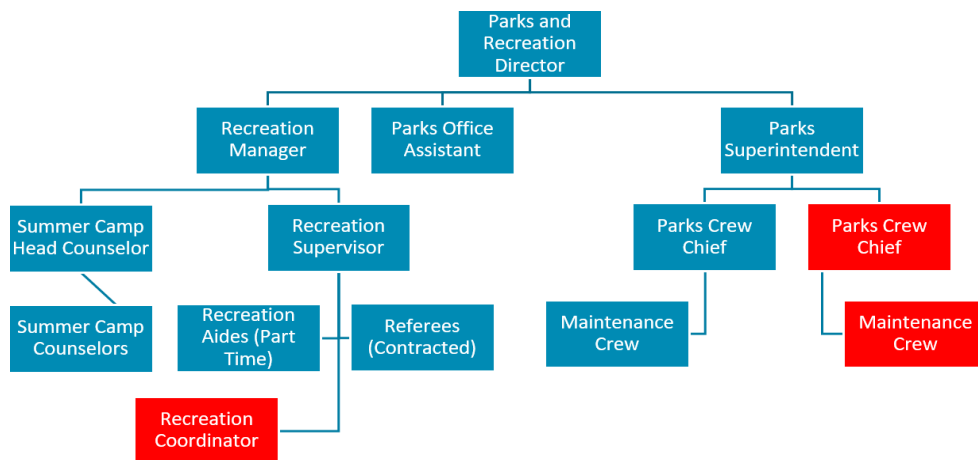 Parks and
Recreation
Director
Recreation
Manager
Parks Office
Assistant
Parks
Superintendent
Summer Camp
Head Counselor
Recreation
Supervisor
Parks Crew
Chief
Parks Crew
Chief
Summer Camp
Counselors
Recreation
Aides (Part
Time)
Referees
(Contracted)
Maintenance
Crew
Maintenance
Crew
Recreation
Coordinator